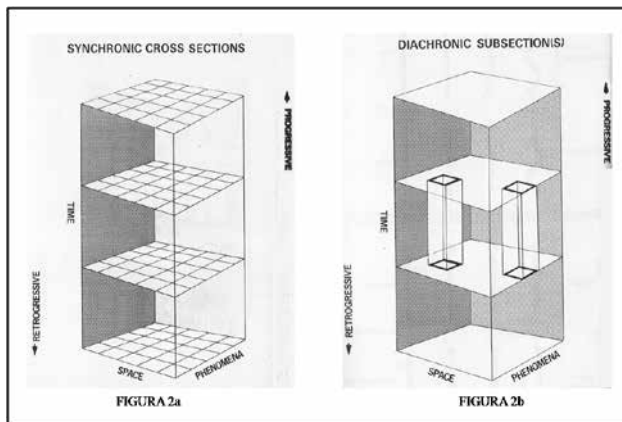 SYNCHRONIC CROSS SECTIONS
PROGRESSIVE
TIME
RETROGRESSIVE
SPACE
PHENOMENA
FIGURA 2a
DIACHRONIC SUBSECTION(S)
PROGRESSIVE
TIME
RETROGRESSIVE
SPACE
PHENOMENA
FIGURA 2b